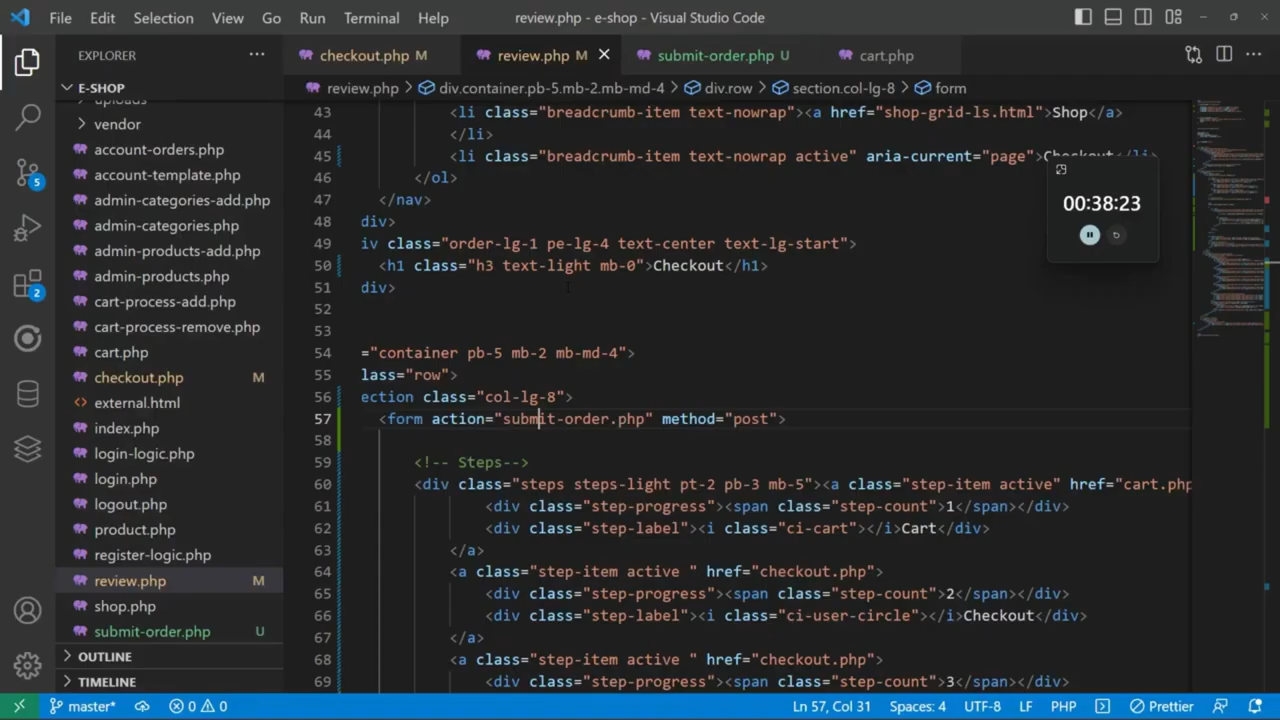 File Edit Selection View Go Run Terminal Help review.php - e-shop - Visual Studio Code
EXPLORER
E-SHOP
uploads
vendor
account-orders.php
account-template.php
admin-categories-add.php
admin-categories.php
admin-products-add.php
admin-products.php
cart-process-add.php
cart-process-remove.php
cart.php
checkout.php M
external.html
index.php
login-logic.php
login.php
logout.php
product.php
register-logic.php
review.php M
shop.php
submit-order.php U
OUTLINE
TIMELINE
5
2
checkout.php M review.php M submit-order.php U cart.php
review.php > div.container.pb-5.mb-2.mb-md-4 > div.row > section.col-lg-8 > form
43 <li class="breadcrumb-item text-nowrap"><a href="shop-grid-ls.html">Shop</a>
44 </li>
45 <li class="breadcrumb-item text-nowrap active" aria-current="page">Checkout</li>
46 </ol>
47 </nav>
48 div>
49 iv class="order-lg-1 pe-lg-4 text-center text-lg-start">
50 <h1 class="h3 text-light mb-0">Checkout</h1>
51 div>
52
53
54 ="container pb-5 mb-2 mb-md-4">
55 lass="row">
56 ection class="col-lg-8">
57 <form action="submit-order.php" method="post">
58
59 <!-- Steps-->
60 <div class="steps steps-light pt-2 pb-3 mb-5"><a class="step-item active" href="cart.php
61 <div class="step-progress"><span class="step-count">1</span></div>
62 <div class="step-label"><i class="ci-cart"></i>Cart</div>
63 </a>
64 <a class="step-item active " href="checkout.php">
65 <div class="step-progress"><span class="step-count">2</span></div>
66 <div class="step-label"><i class="ci-user-circle"></i>Checkout</div>
67 </a>
68 <a class="step-item active " href="checkout.php">
69 <div class="step-progress"><span class="step-count">3</span></div>
00:38:23
master* 0 0 Ln 57, Col 31 Spaces: 4 UTF-8 LF PHP Prettier